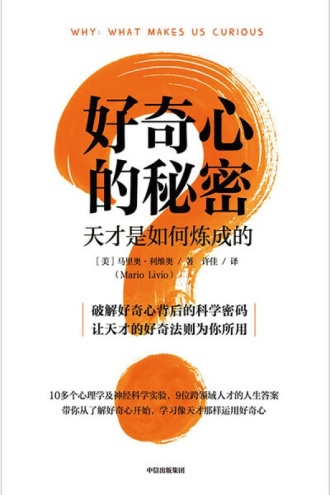 WHY: WHAT MAKES US CURIOUS
好奇心
的秘密
天才是如何炼成的
[美] 马里奥·利维奥 / 著 许佳 / 译
(Mario Livio)
破解好奇心背后的科学密码
让天才的好奇法则为你所用
10多个心理学及神经科学实验，9位跨领域人才的人生答案
带你从了解好奇心开始，学习像天才那样运用好奇心
中信出版集团